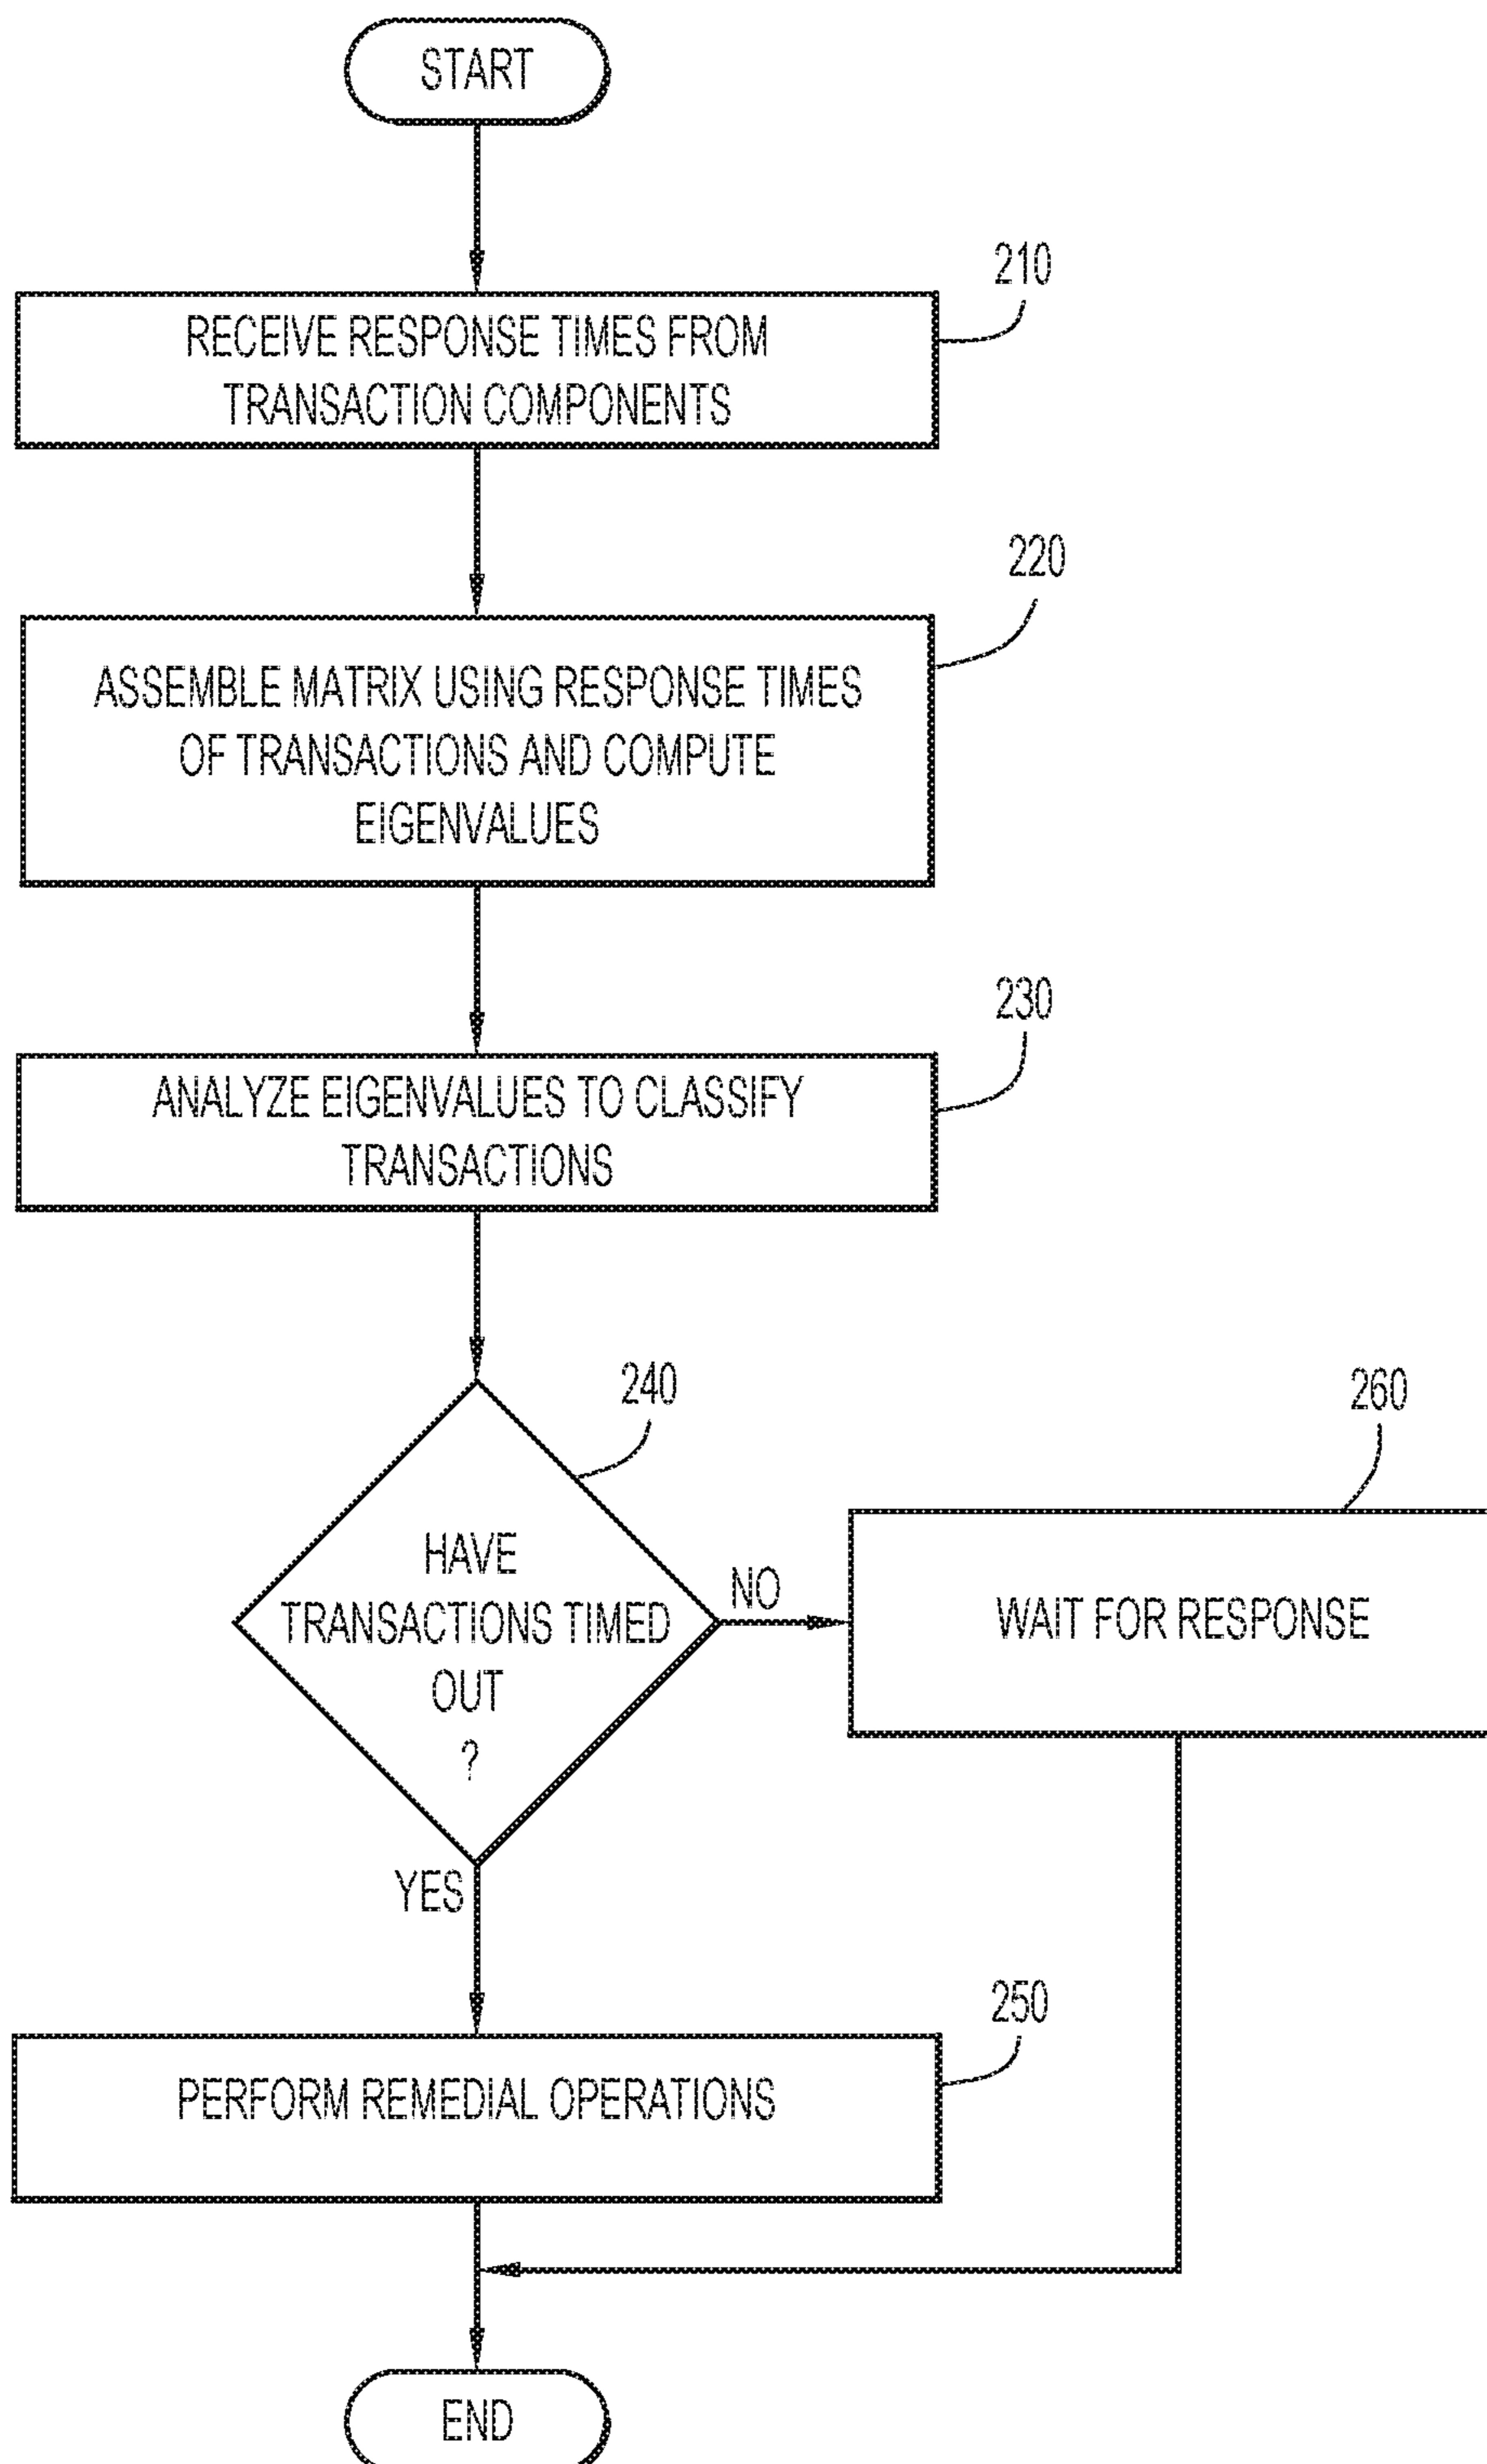 START
210
RECEIVE RESPONSE TIMES FROM
TRANSACTION COMPONENTS
220
ASSEMBLE MATRIX USING RESPONSE TIMES
OF TRANSACTIONS AND COMPUTE
EIGENVALUES
230
ANALYZE EIGENVALUES TO CLASSIFY
TRANSACTIONS
240
HAVE
TRANSACTIONS TIMED
OUT
?
NO
260
WAIT FOR RESPONSE
YES
250
PERFORM REMEDIAL OPERATIONS
END